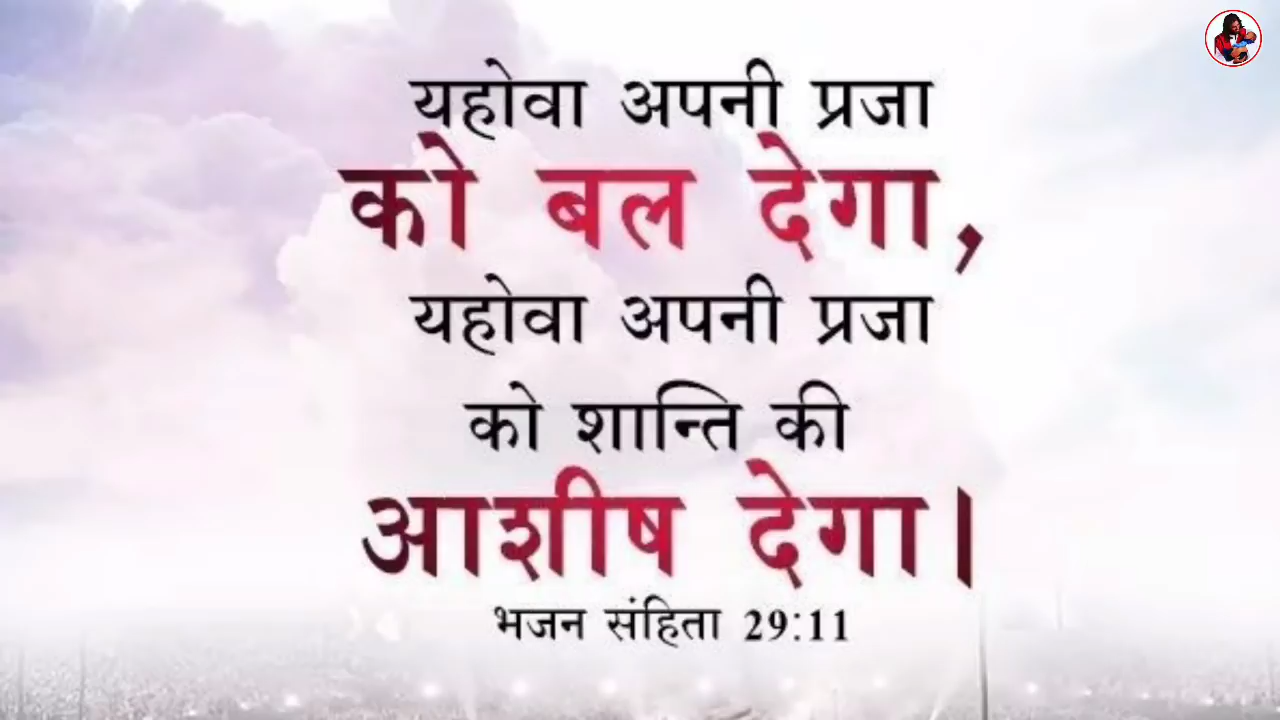 यहोवा अपनी प्रजा
को बल देगा,
यहोवा अपनी प्रजा
को शान्ति की
आशीष देगा।
भजन संहिता 29:11